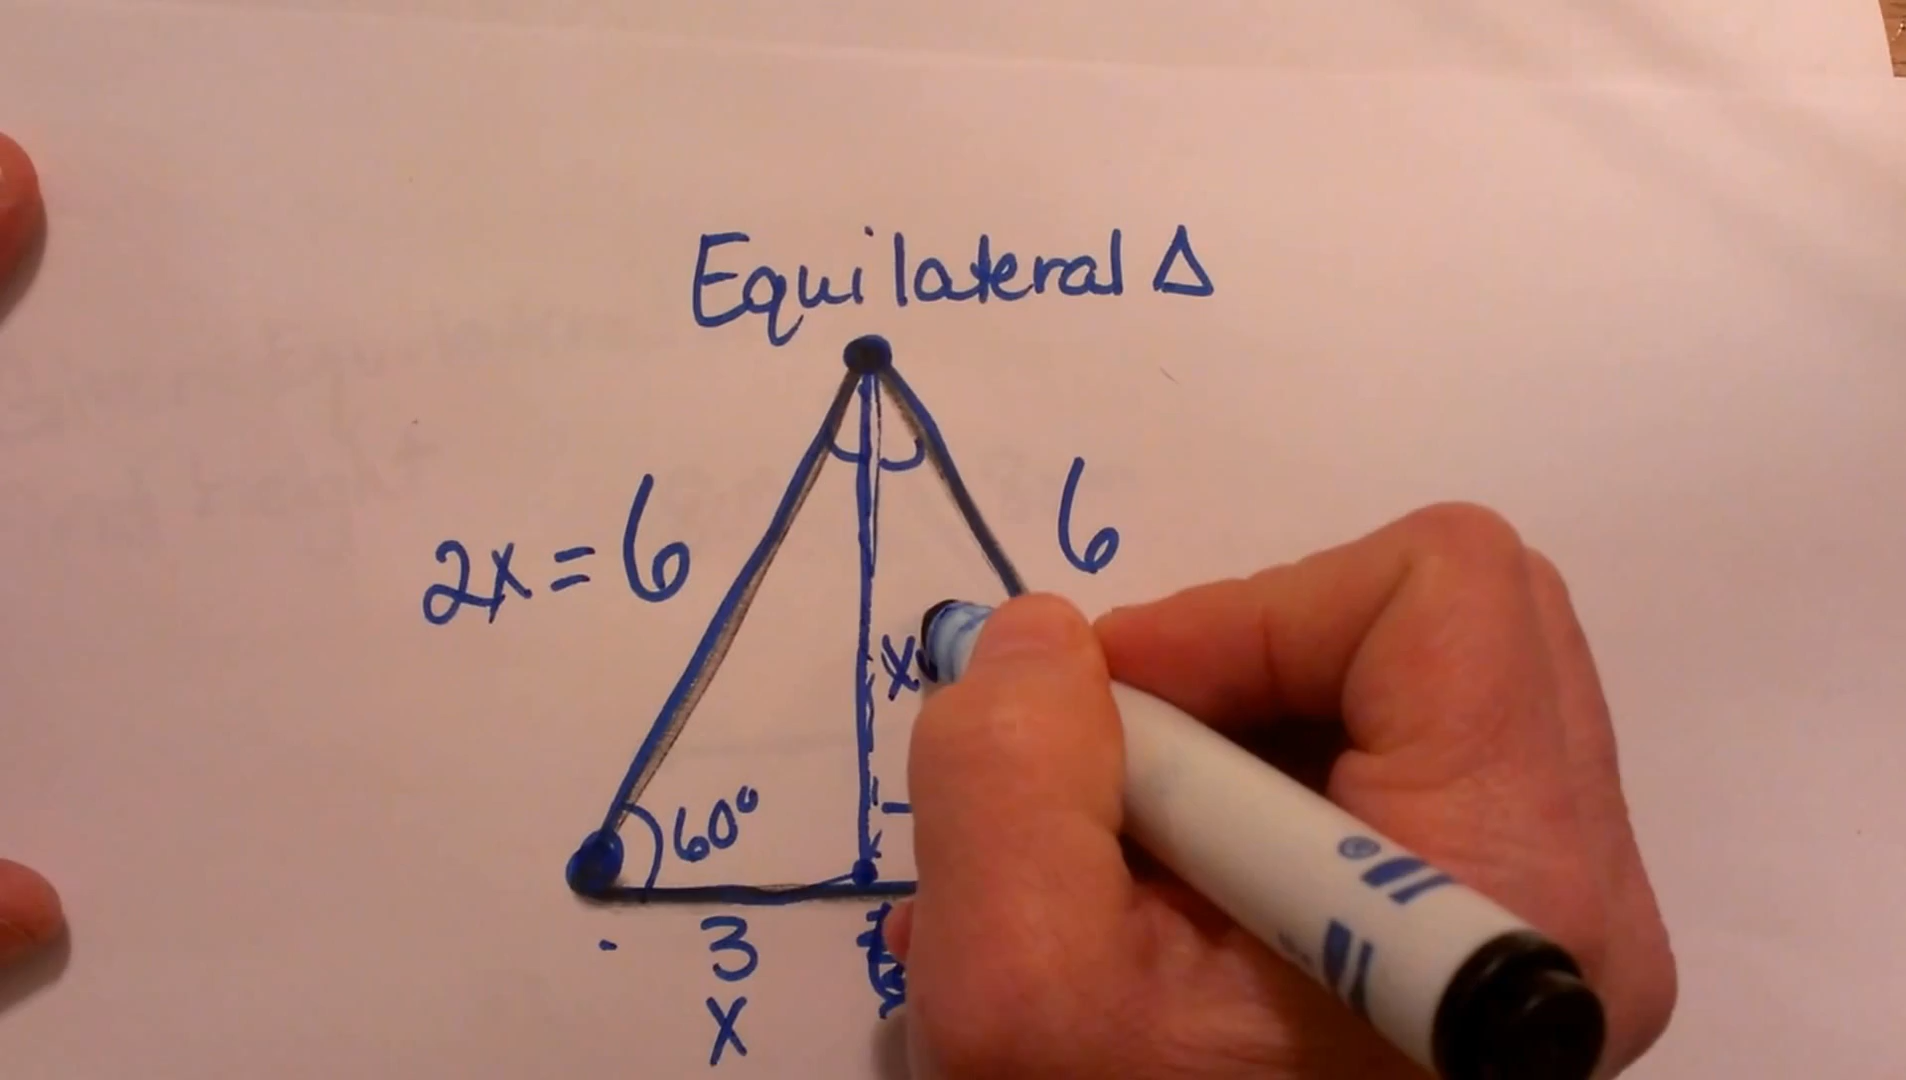 Equilateral Δ
2x = 6
6
x
60°
3
x